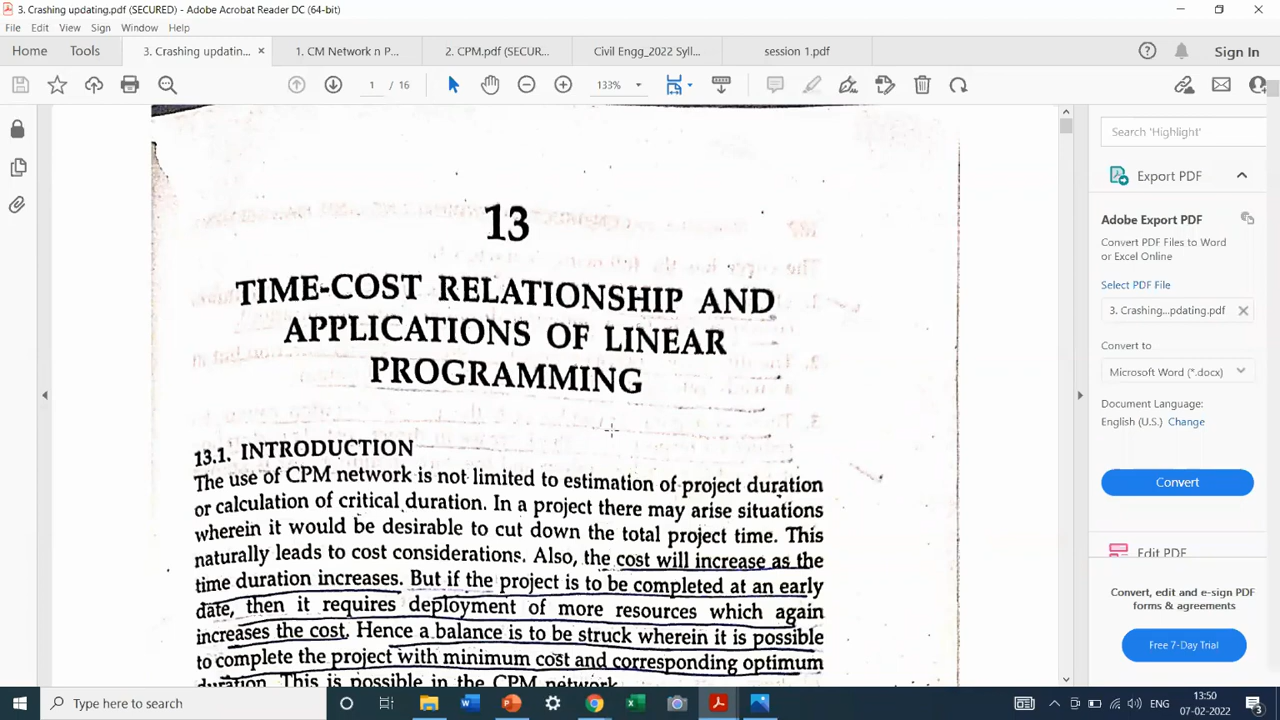 3. Crashing updating.pdf (SECURED) - Adobe Acrobat Reader DC (64-bit)
File Edit View Sign Window Help
Home Tools 3. Crashing updatin... × 1. CM Network n P... 2. CPM.pdf (SECUR... Civil Engg_2022 Syll... session 1.pdf Sign In
1 / 16 133%
13
TIME-COST RELATIONSHIP AND
APPLICATIONS OF LINEAR
PROGRAMMING
13.1. INTRODUCTION
The use of CPM network is not limited to estimation of project duration
or calculation of critical duration. In a project there may arise situations
wherein it would be desirable to cut down the total project time. This
naturally leads to cost considerations. Also, the cost will increase as the
time duration increases. But if the project is to be completed at an early
date, then it requires deployment of more resources which again
increases the cost. Hence a balance is to be struck wherein it is possible
to complete the project with minimum cost and corresponding optimum
duration. This is possible in the CPM network.
Search 'Highlight'
Export PDF
Adobe Export PDF
Convert PDF Files to Word
or Excel Online
Select PDF File
3. Crashing...pdating.pdf
Convert to
Microsoft Word (*.docx)
Document Language:
English (U.S.) Change
Convert
Edit PDF
Convert, edit and e-sign PDF
forms & agreements
Free 7-Day Trial
Type here to search
ENG
13:50
07-02-2022
3